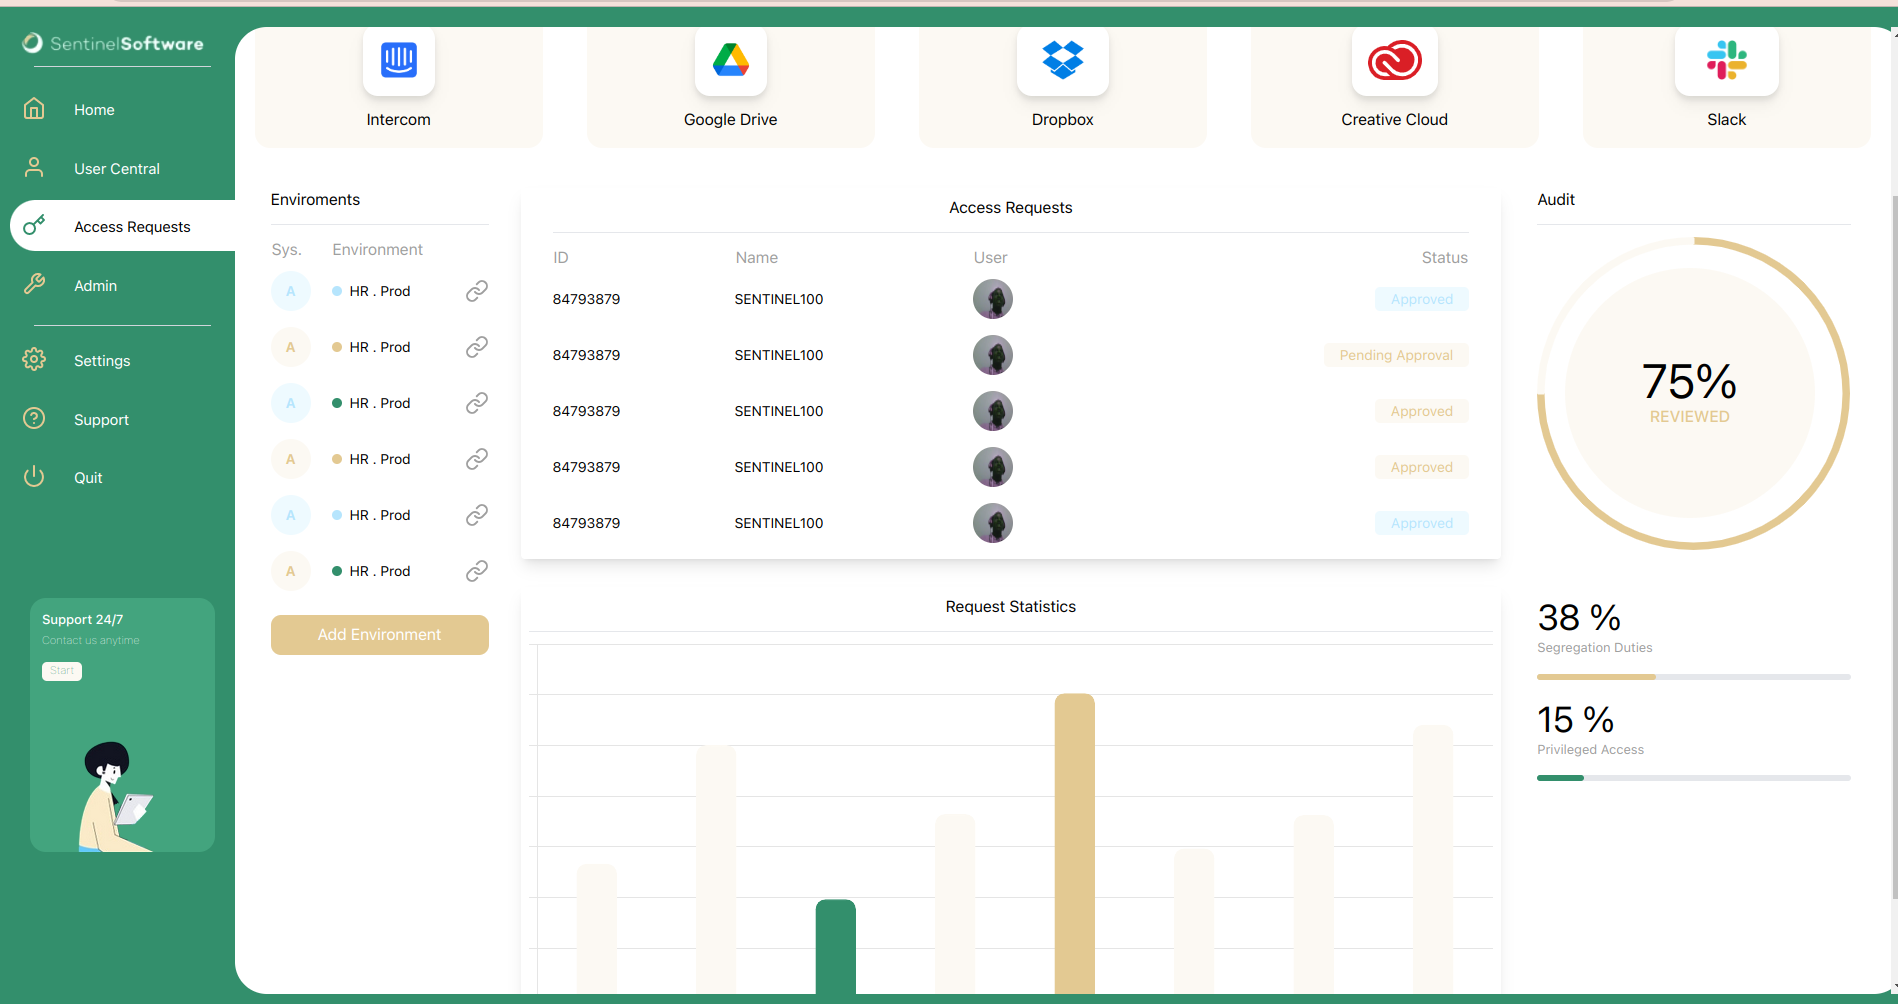 SentinelSoftware
Home
User Central
Access Requests
Admin
Settings
Support
Quit
Support 24/7
Contact us anytime
Start
Intercom
Google Drive
Dropbox
Creative Cloud
Slack
Enviroments
Sys. Environment
A HR . Prod
A HR . Prod
A HR . Prod
A HR . Prod
A HR . Prod
A HR . Prod
Add Environment
Access Requests
ID Name User Status
84793879 SENTINEL100 Approved
84793879 SENTINEL100 Pending Approval
84793879 SENTINEL100 Approved
84793879 SENTINEL100 Approved
84793879 SENTINEL100 Approved
Request Statistics
Audit
75%
REVIEWED
38 %
Segregation Duties
15 %
Privileged Access